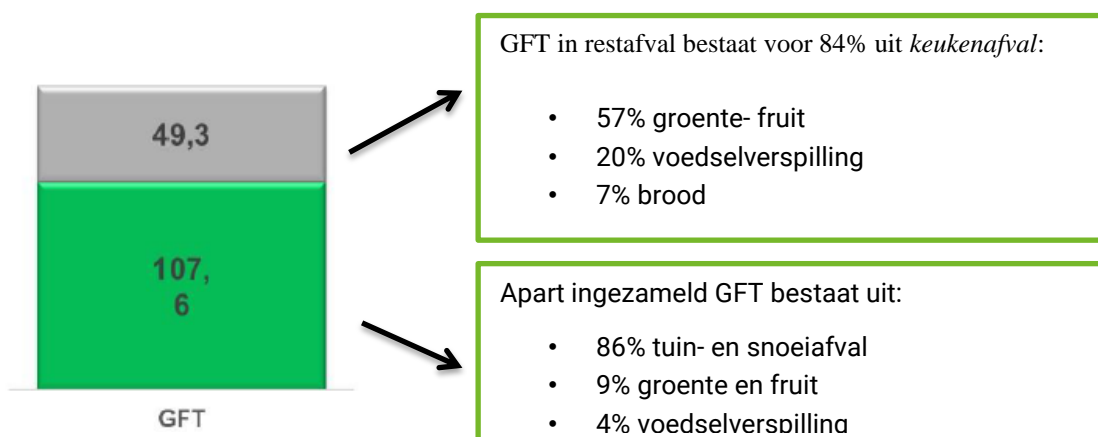 GFT in restafval bestaat voor 84% uit keukenafval:
• 57% groente- fruit
• 20% voedselverspilling
• 7% brood
49,3
107,
6
GFT
Apart ingezameld GFT bestaat uit:
• 86% tuin- en snoeiafval
• 9% groente en fruit
• 4% voedselverspilling